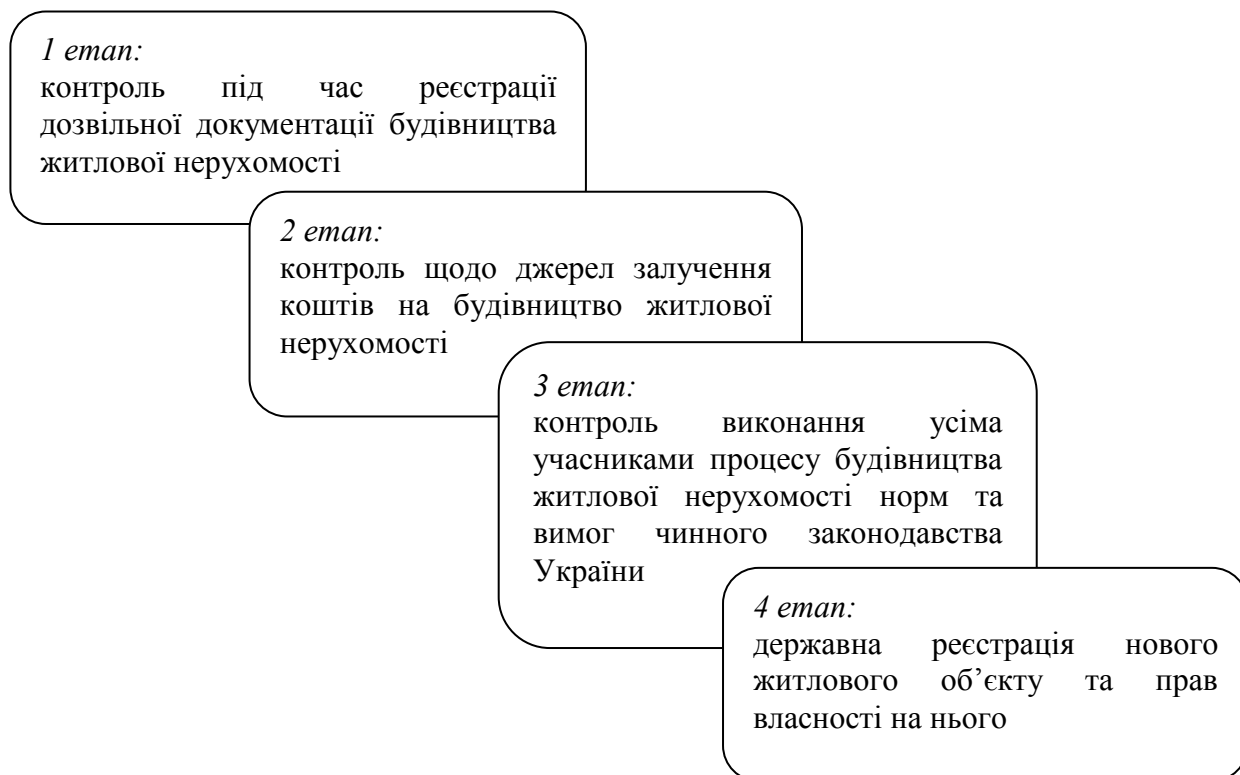 1 етап:
контроль під час реєстрації
дозвільної документації будівництва
житлової нерухомості
2 етап:
контроль щодо джерел залучення
коштів на будівництво житлової
нерухомості
3 етап:
контроль виконання усіма
учасниками процесу будівництва
житлової нерухомості норм та
вимог чинного законодавства
України
4 етап:
державна реєстрація нового
житлового об’єкту та прав
власності на нього